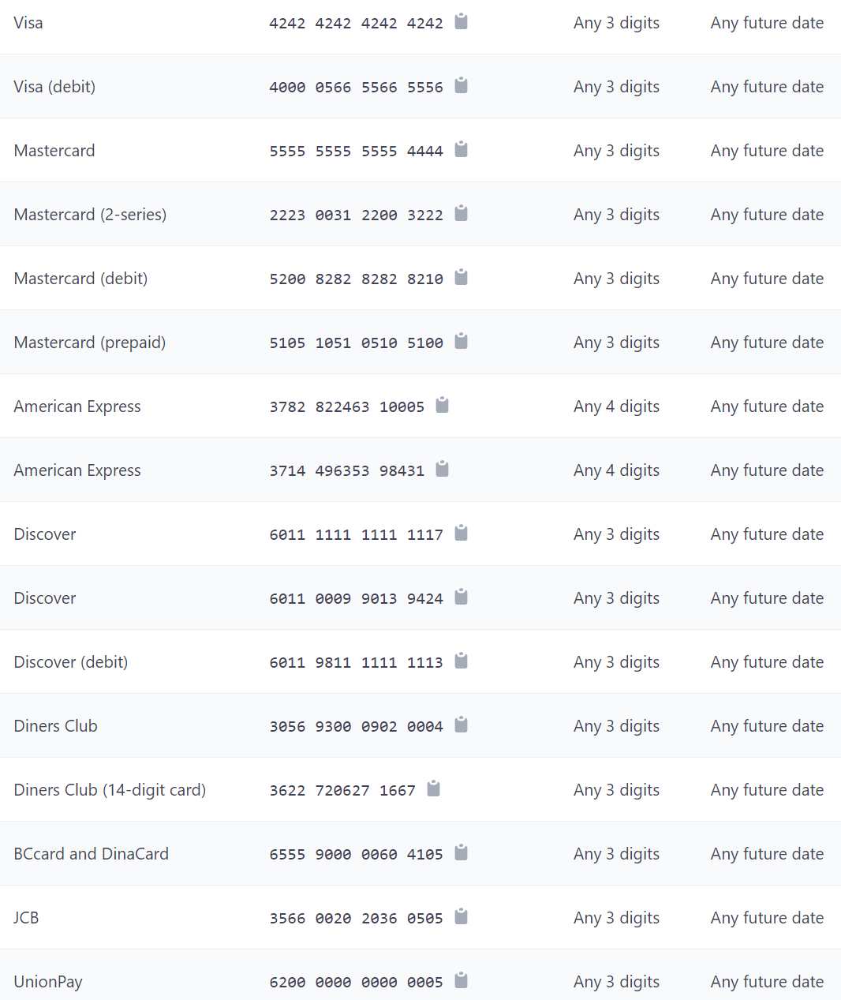 Visa 4242 4242 4242 4242 Any 3 digits Any future date
Visa (debit) 4000 0566 5566 5556 Any 3 digits Any future date
Mastercard 5555 5555 5555 4444 Any 3 digits Any future date
Mastercard (2-series) 2223 0031 2200 3222 Any 3 digits Any future date
Mastercard (debit) 5200 8282 8282 8210 Any 3 digits Any future date
Mastercard (prepaid) 5105 1051 0510 5100 Any 3 digits Any future date
American Express 3782 822463 10005 Any 4 digits Any future date
American Express 3714 496353 98431 Any 4 digits Any future date
Discover 6011 1111 1111 1117 Any 3 digits Any future date
Discover 6011 0009 9013 9424 Any 3 digits Any future date
Discover (debit) 6011 9811 1111 1113 Any 3 digits Any future date
Diners Club 3056 9300 0902 0004 Any 3 digits Any future date
Diners Club (14-digit card) 3622 720627 1667 Any 3 digits Any future date
BCcard and DinaCard 6555 9000 0060 4105 Any 3 digits Any future date
JCB 3566 0020 2036 0505 Any 3 digits Any future date
UnionPay 6200 0000 0000 0005 Any 3 digits Any future date